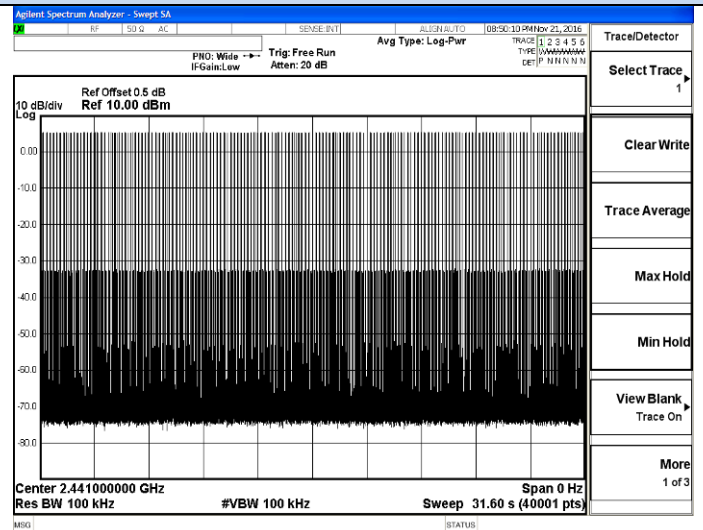 Agilent Spectrum Analyzer - Swept SA
RF 50 Ω AC SENSE:INT ALIGN AUTO 08:50:10 PM Nov 21, 2016
Avg Type: Log-Pwr
TRACE 1 2 3 4 5 6
TYPE
DET P N N N N N
PNO: Wide
IFGain:Low
Trig: Free Run
Atten: 20 dB
Ref Offset 0.5 dB
10 dB/div Ref 10.00 dBm
Log
0.00
-10.0
-20.0
-30.0
-40.0
-50.0
-60.0
-70.0
-80.0
Center 2.441000000 GHz Span 0 Hz
Res BW 100 kHz #VBW 100 kHz Sweep 31.60 s (40001 pts)
MSG STATUS
Trace/Detector
Select Trace
1
Clear Write
Trace Average
Max Hold
Min Hold
View Blank
Trace On
More
1 of 3